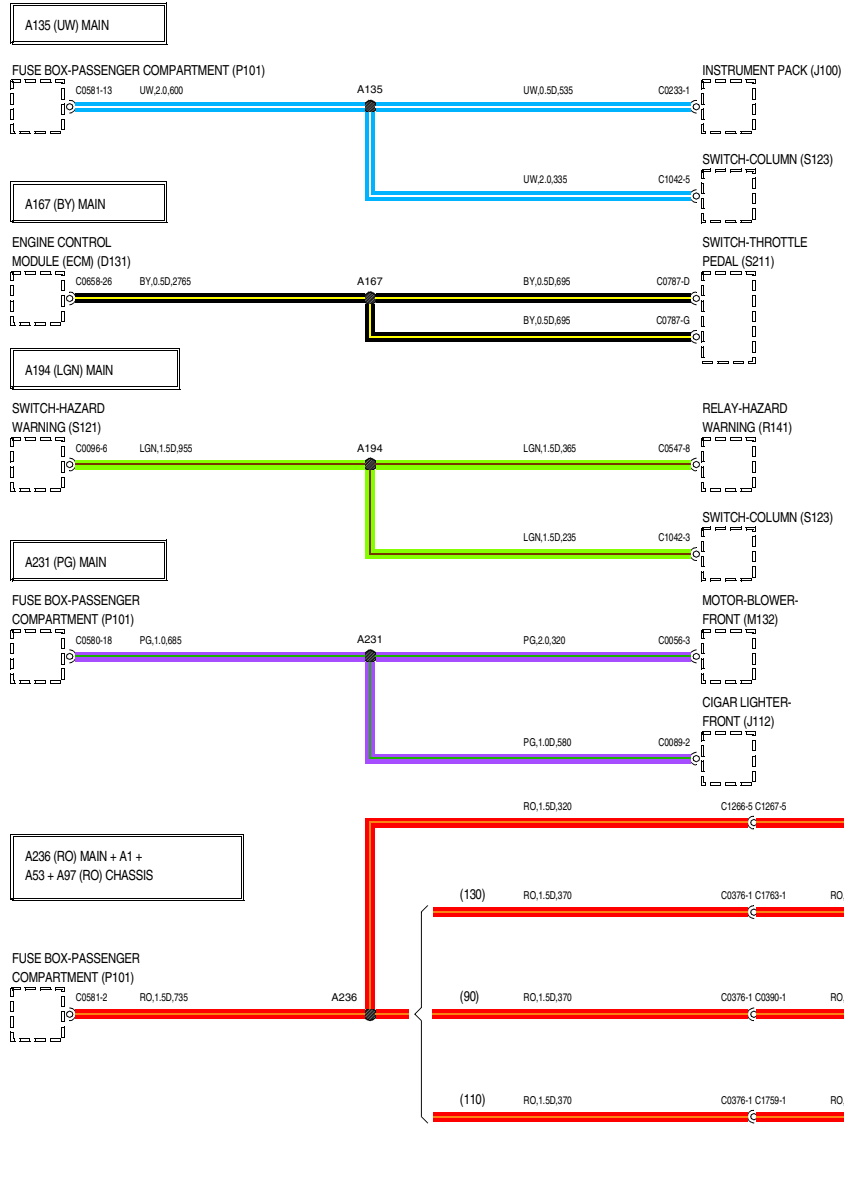 A135 (UW) MAIN
FUSE BOX-PASSENGER COMPARTMENT (P101)
INSTRUMENT PACK (J100)
C0581-13 UW,2.0,600 A135 UW,0.5D,535 C0233-1
SWITCH-COLUMN (S123)
UW,2.0,335 C1042-5
A167 (BY) MAIN
ENGINE CONTROL
MODULE (ECM) (D131)
SWITCH-THROTTLE
PEDAL (S211)
C0658-26 BY,0.5D,2765 A167 BY,0.5D,695 C0787-D
BY,0.5D,695 C0787-G
A194 (LGN) MAIN
SWITCH-HAZARD
WARNING (S121)
RELAY-HAZARD
WARNING (R141)
C0096-6 LGN,1.5D,955 A194 LGN,1.5D,365 C0547-8
SWITCH-COLUMN (S123)
LGN,1.5D,235 C1042-3
A231 (PG) MAIN
FUSE BOX-PASSENGER
COMPARTMENT (P101)
MOTOR-BLOWER-
FRONT (M132)
C0580-18 PG,1.0,685 A231 PG,2.0,320 C0056-3
CIGAR LIGHTER-
FRONT (J112)
PG,1.0D,580 C0089-2
RO,1.5D,320 C1266-5 C1267-5
A236 (RO) MAIN + A1 +
A53 + A97 (RO) CHASSIS
(130) RO,1.5D,370 C0376-1 C1763-1 RO,
FUSE BOX-PASSENGER
COMPARTMENT (P101)
C0581-2 RO,1.5D,735 A236 (90) RO,1.5D,370 C0376-1 C0390-1 RO,
(110) RO,1.5D,370 C0376-1 C1759-1 RO,